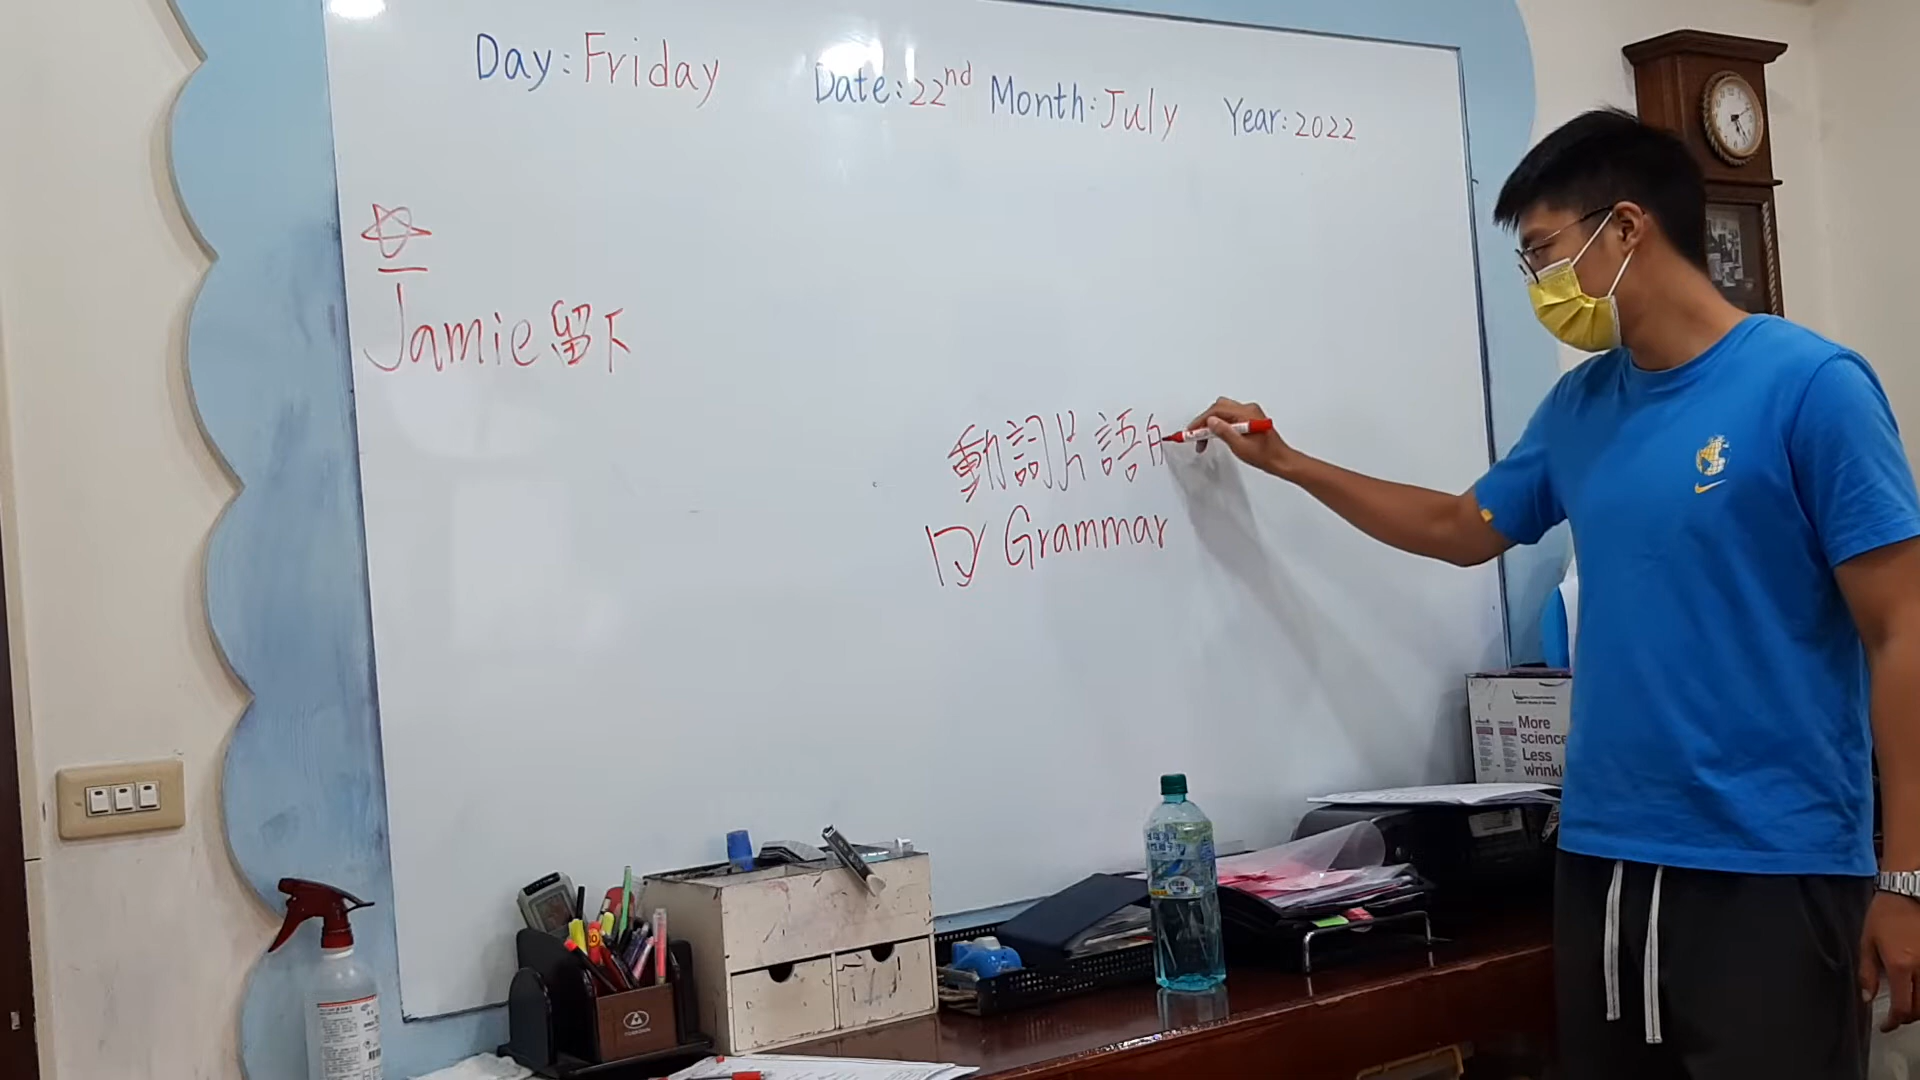 Day: Friday Date: 22nd Month: July Year: 2022
Jamie 留下
動詞片語
Grammar
More
science
Less
wrinkl